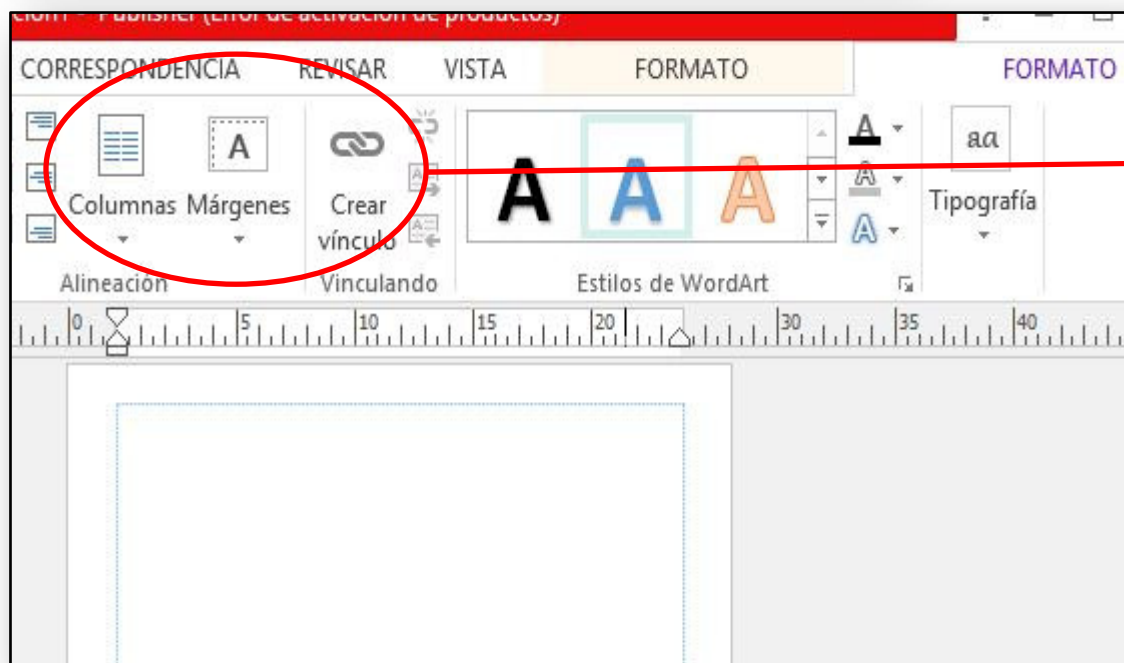 Publisher (Error de activación de productos)
CORRESPONDENCIA REVISAR VISTA FORMATO FORMATO
A A A A aa
Columnas Márgenes Crear vínculo A Tipografía
A
Alineación Vinculando Estilos de WordArt
0 5 10 15 20 30 35 40